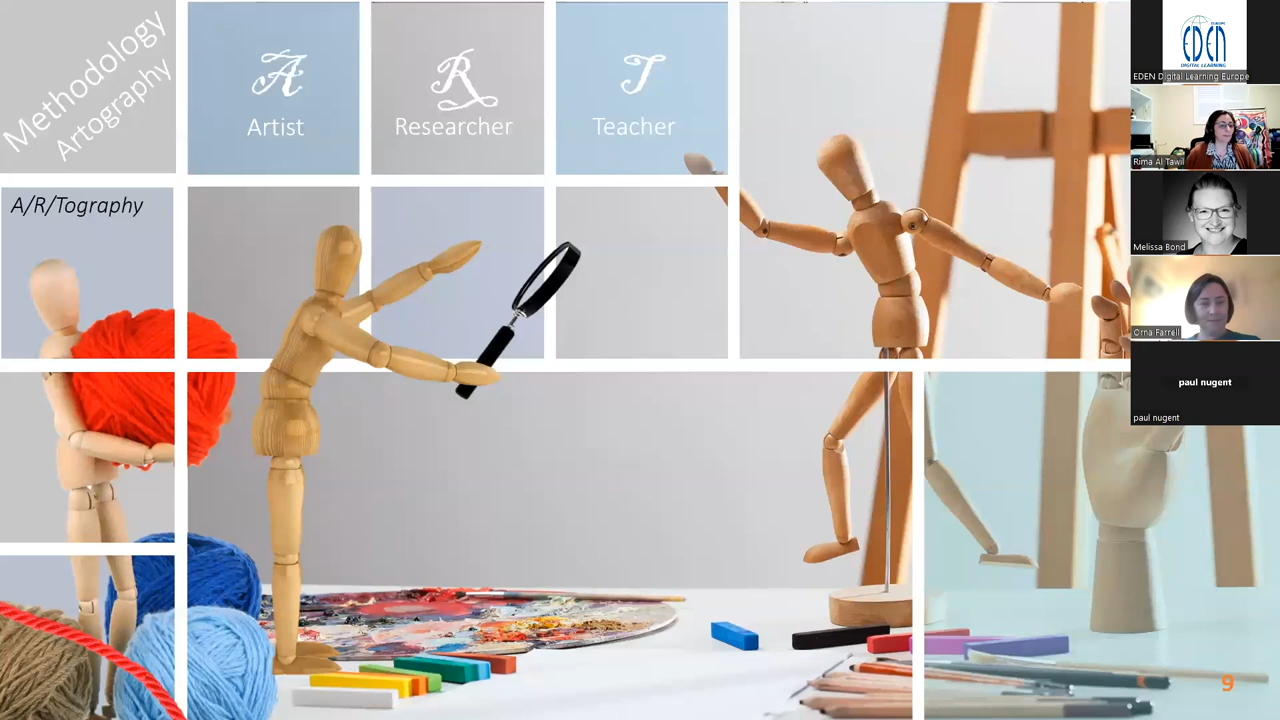 Methodology
Artography
A
Artist
R
Researcher
T
Teacher
A/R/Tography
EDEN
EUROPE
DIGITAL LEARNING
EDEN Digital Learning Europe
Rima Al Tawil
Melissa Bond
Orna Farrell
paul nugent
paul nugent
9